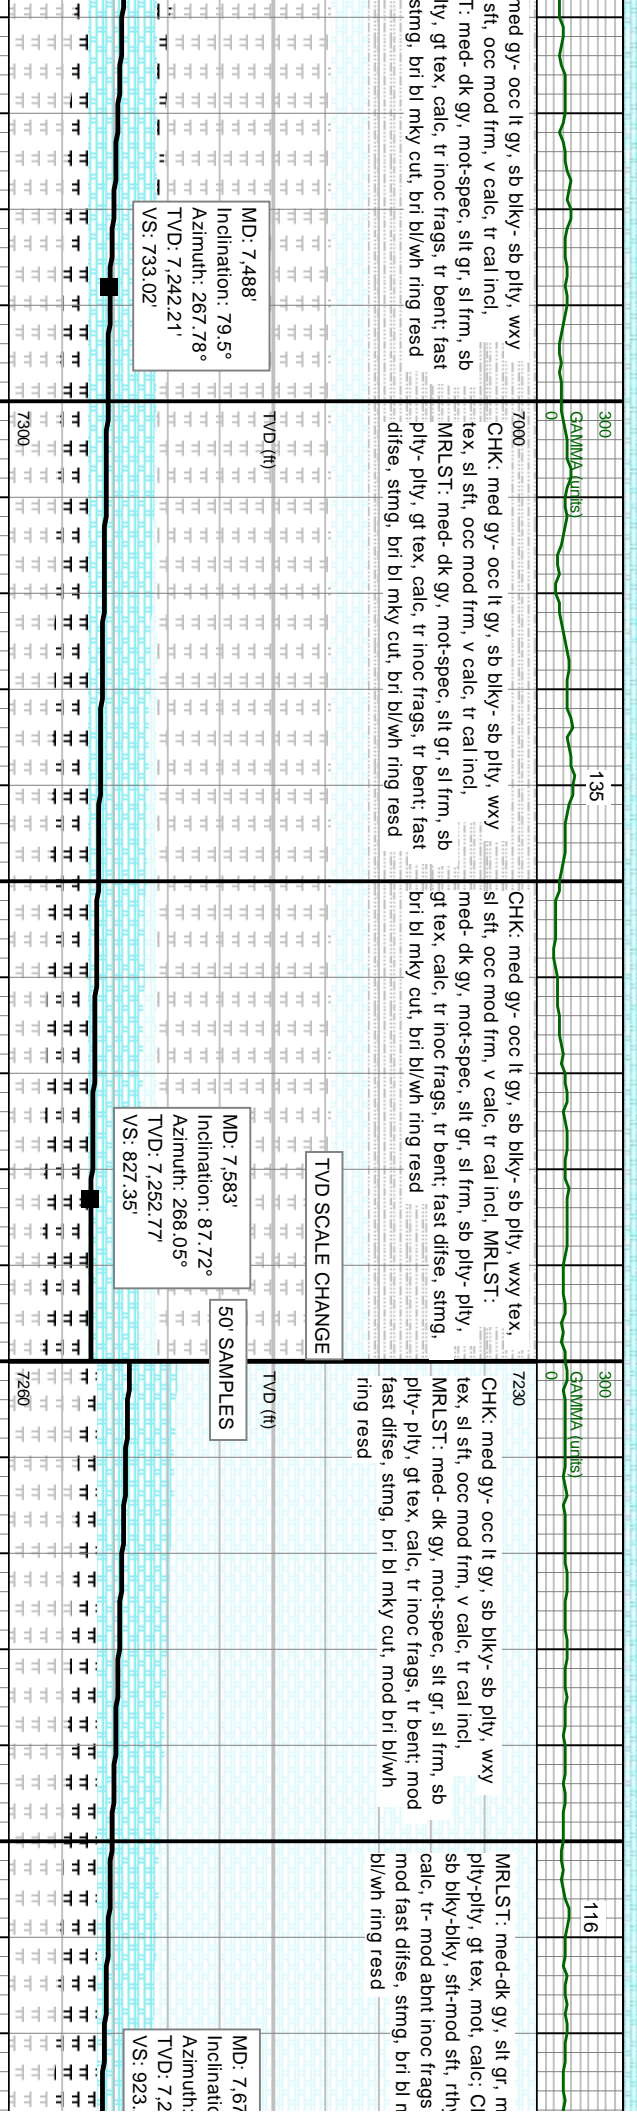 med gy- occ lt gy, sb blky- sb plty, wxy
sft, occ mod frm, v calc, tr cal incl,
T: med- dk gy, mot-spec, slt gr, sl frm, sb
lty, gt tex, calc, tr inoc frags, tr bent; fast
stmg, bri bl mky cut, bri bl/wh ring resd
MD: 7,488'
Inclination: 79.5°
Azimuth: 267.78°
TVD: 7,242.21'
VS: 733.02'
300
GAMMA (units)
0
7000
TVD (ft)
7300
CHK: med gy- occ lt gy, sb blky- sb plty, wxy
tex, sl sft, occ mod frm, v calc, tr cal incl,
MRLST: med- dk gy, mot-spec, slt gr, sl frm, sb
plty- plty, gt tex, calc, tr inoc frags, tr bent; fast
difse, stmg, bri bl mky cut, bri bl/wh ring resd
135
CHK: med gy- occ lt gy, sb blky- sb plty, wxy tex,
sl sft, occ mod frm, v calc, tr cal incl, MRLST:
med- dk gy, mot-spec, slt gr, sl frm, sb plty- plty,
gt tex, calc, tr inoc frags, tr bent; fast difse, stmg,
bri bl mky cut, bri bl/wh ring resd
TVD SCALE CHANGE
MD: 7,583'
Inclination: 87.72°
Azimuth: 268.05°
TVD: 7,252.77'
VS: 827.35'
50' SAMPLES
300
GAMMA (units)
0
7230
TVD (ft)
7260
CHK: med gy- occ lt gy, sb blky- sb plty, wxy
tex, sl sft, occ mod frm, v calc, tr cal incl,
MRLST: med- dk gy, mot-spec, slt gr, sl frm, sb
plty- plty, gt tex, calc, tr inoc frags, tr bent; mod
fast difse, stmg, bri bl mky cut, mod bri bl/wh
ring resd
116
MRLST: med-dk gy, slt gr, m
plty-plty, gt tex, mot, calc; C
sb blky-blky, sft-mod sft, rthy
calc, tr- mod abnt inoc frags
mod fast difse, stmg, bri bl m
bl/wh ring resd
MD: 7,67
Inclinatio
Azimuth:
TVD: 7,2
VS: 923.